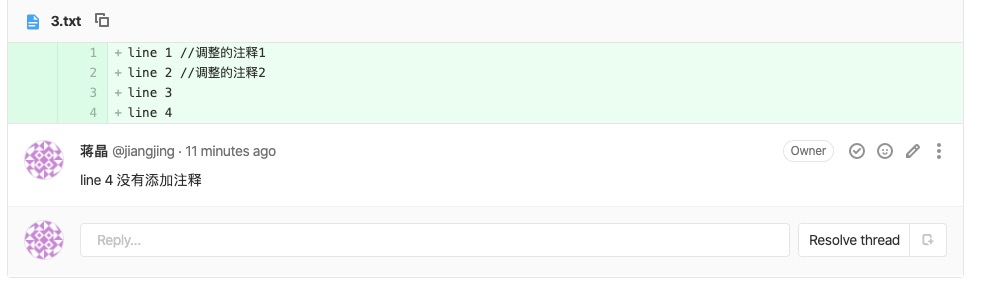 3.txt
1 + line 1 //调整的注释1
2 + line 2 //调整的注释2
3 + line 3
4 + line 4
蒋晶 @jiangjing · 11 minutes ago Owner
line 4 没有添加注释
Reply... Resolve thread